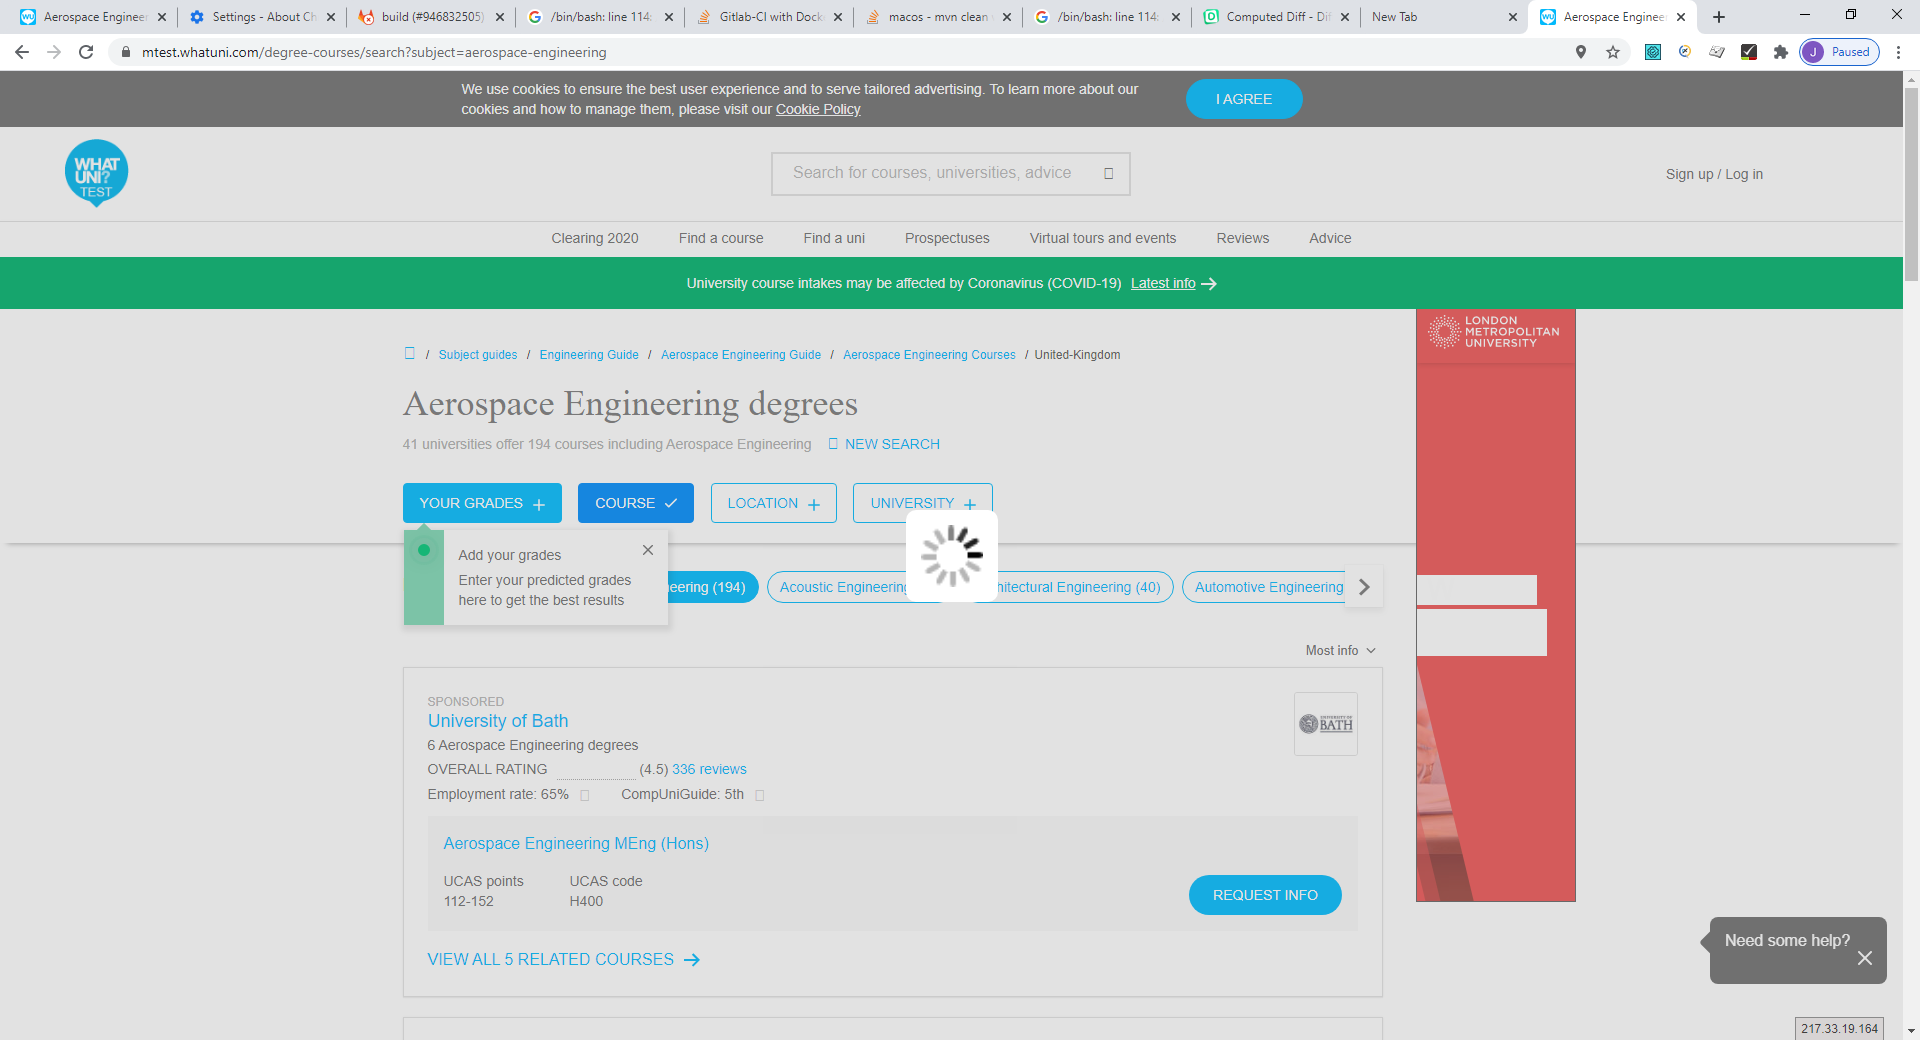 Aerospace Engineer
Settings - About Ch
build (#946832505)
/bin/bash: line 114:
Gitlab-CI with Dock
macos - mvn clean
/bin/bash: line 114:
Computed Diff - Dif
New Tab
Aerospace Engineer
mtest.whatuni.com/degree-courses/search?subject=aerospace-engineering
J Paused
We use cookies to ensure the best user experience and to serve tailored advertising. To learn more about our
cookies and how to manage them, please visit our Cookie Policy
I AGREE
WHAT
UNI?
TEST
Search for courses, universities, advice
Sign up / Log in
Clearing 2020 Find a course Find a uni Prospectuses Virtual tours and events Reviews Advice
University course intakes may be affected by Coronavirus (COVID-19) Latest info
LONDON
METROPOLITAN
UNIVERSITY
/ Subject guides / Engineering Guide / Aerospace Engineering Guide / Aerospace Engineering Courses / United-Kingdom
Aerospace Engineering degrees
41 universities offer 194 courses including Aerospace Engineering NEW SEARCH
YOUR GRADES + COURSE LOCATION + UNIVERSITY +
Add your grades
Enter your predicted grades
here to get the best results
eering (194) Acoustic Engineering hitectural Engineering (40) Automotive Engineering
Most info
SPONSORED
University of Bath
6 Aerospace Engineering degrees
OVERALL RATING (4.5) 336 reviews
Employment rate: 65% CompUniGuide: 5th
UNIVERSITY OF
BATH
Aerospace Engineering MEng (Hons)
UCAS points UCAS code
112-152 H400
REQUEST INFO
VIEW ALL 5 RELATED COURSES
Need some help?
217.33.19.164